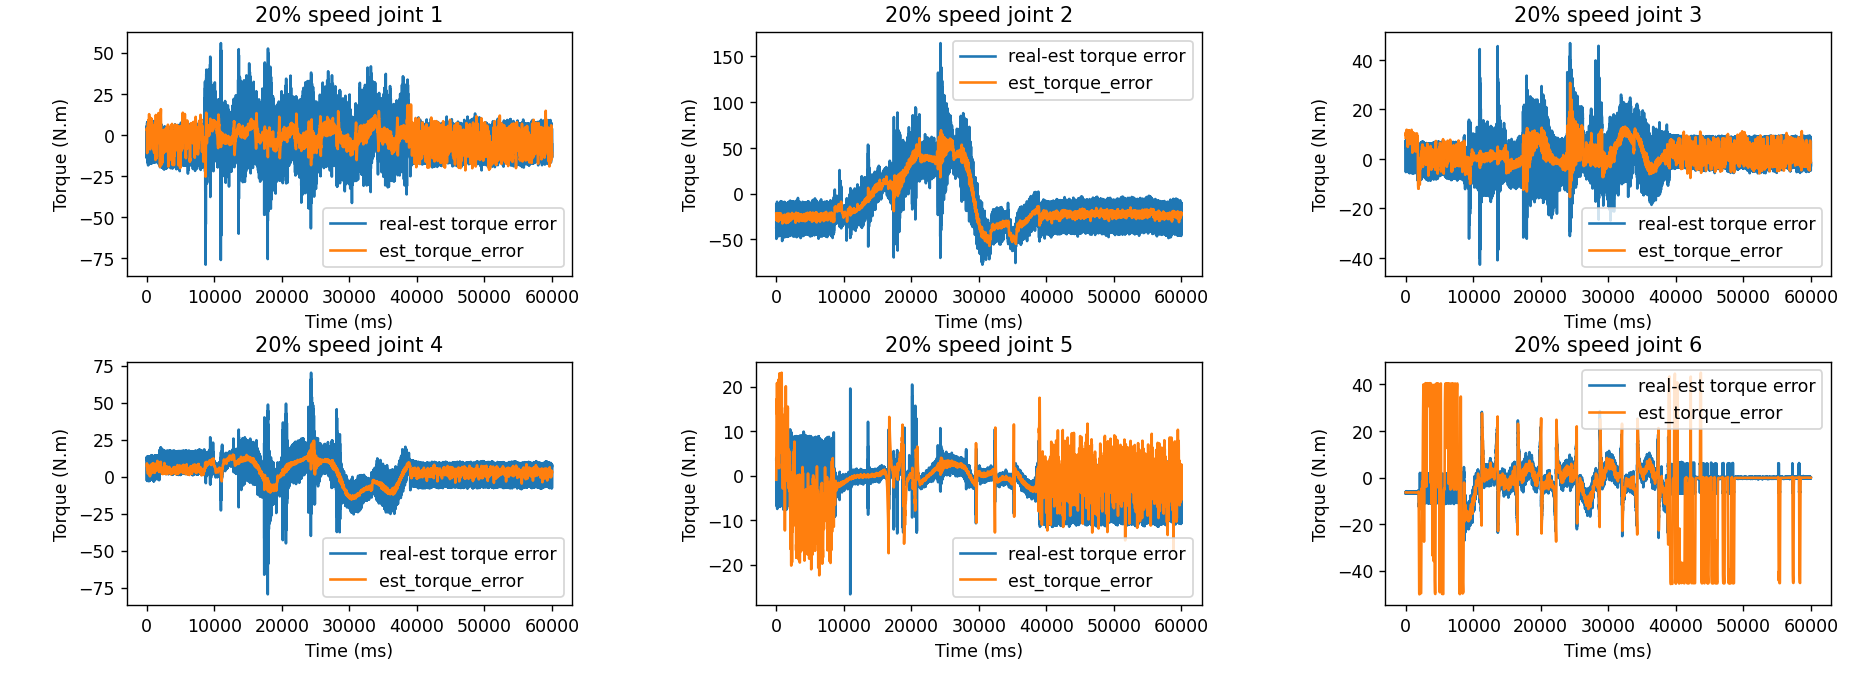 20% speed joint 1
50
25
0
−25
−50
−75
Torque (N.m)
real-est torque error
est_torque_error
0 10000 20000 30000 40000 50000 60000
Time (ms)
20% speed joint 2
150
100
50
0
−50
Torque (N.m)
real-est torque error
est_torque_error
0 10000 20000 30000 40000 50000 60000
Time (ms)
20% speed joint 3
40
20
0
−20
−40
Torque (N.m)
real-est torque error
est_torque_error
0 10000 20000 30000 40000 50000 60000
Time (ms)
20% speed joint 4
75
50
25
0
−25
−50
−75
Torque (N.m)
real-est torque error
est_torque_error
0 10000 20000 30000 40000 50000 60000
Time (ms)
20% speed joint 5
20
10
0
−10
−20
Torque (N.m)
real-est torque error
est_torque_error
0 10000 20000 30000 40000 50000 60000
Time (ms)
20% speed joint 6
40
20
0
−20
−40
Torque (N.m)
real-est torque error
est_torque_error
0 10000 20000 30000 40000 50000 60000
Time (ms)